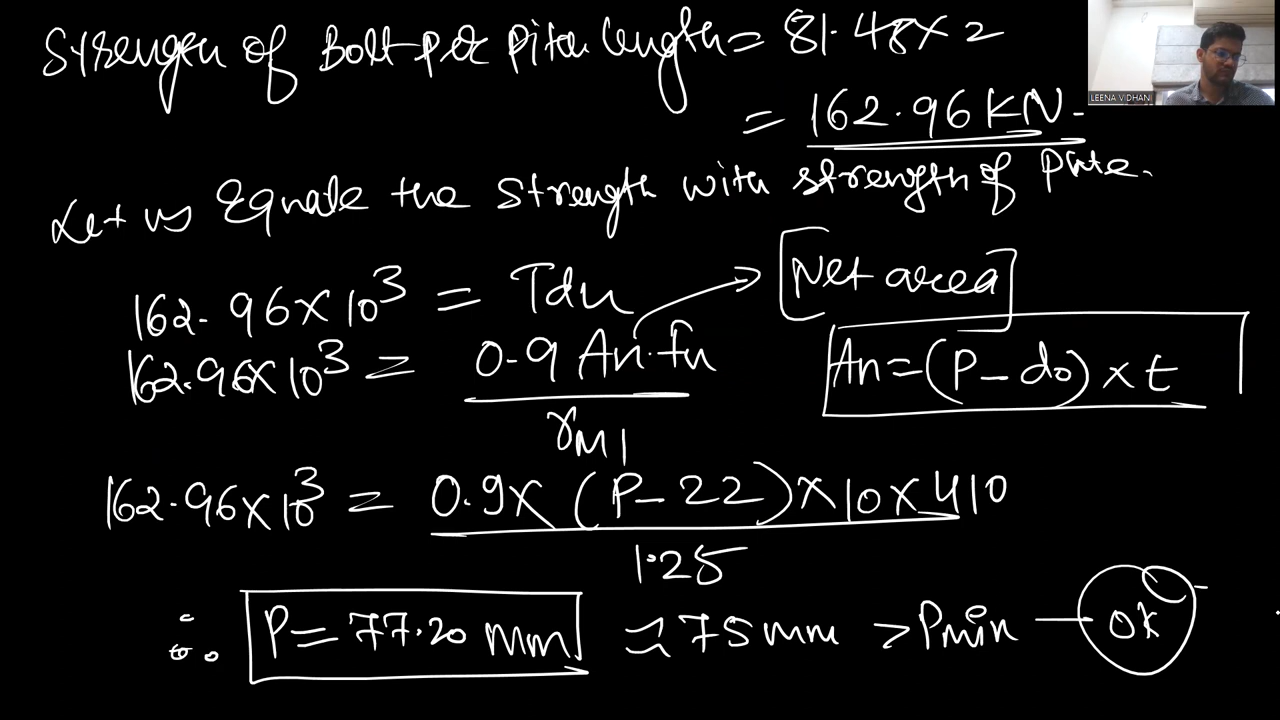 Strength of Bolt per pitch length = 81.48 x 2
= 162.96 KN.
LEENA VIDHANI
Let us Equate the strength with strength of plate.
162.96 x 10³ = Tdu
[Net area]
162.96 x 10³ = 0.9 An.fu / γM1
An = (P - do) x t
162.96 x 10³ = 0.9 x (P - 22) x 10 x 410 / 1.25
∴ P = 77.20 mm ≈ 75 mm > Pmin — ok